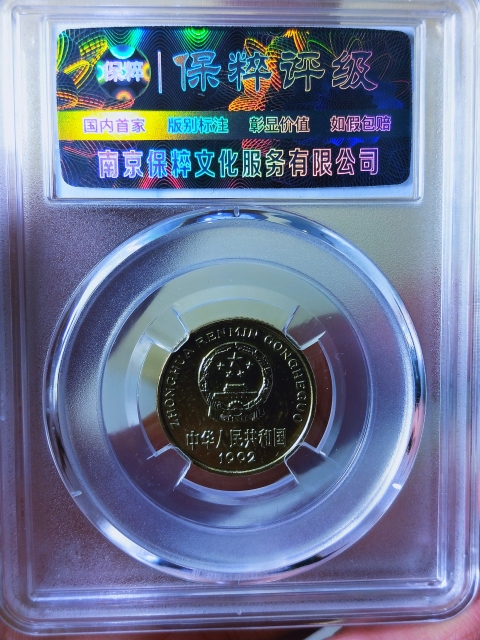 保粹 保粹评级
国内首家 版别标注 彰显价值 如假包赔
南京保粹文化服务有限公司
ZHONGHUA RENMIN GONGHEGUO
中华人民共和国
1992